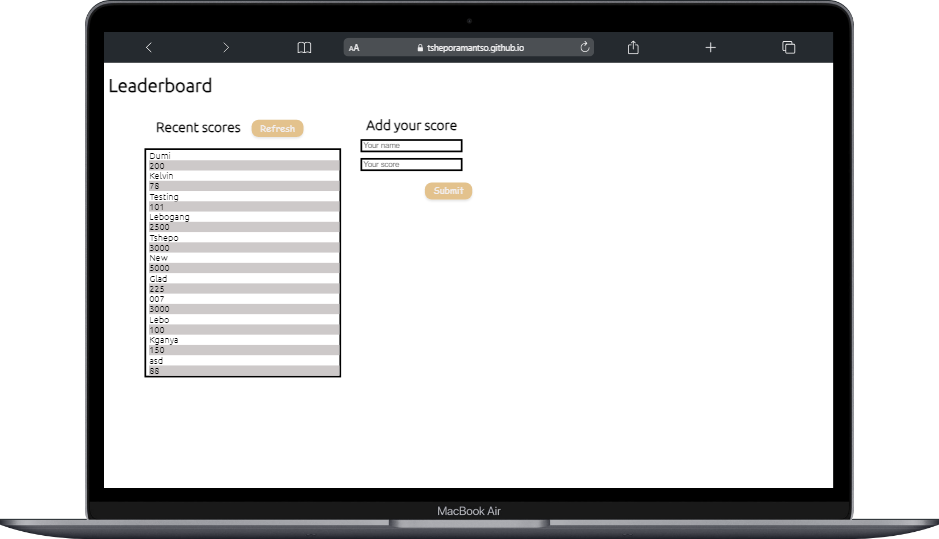 AA
tsheporamantso.github.io
Leaderboard
Recent scores
Refresh
Dumi
200
Kelvin
78
Testing
101
Lebogang
2500
Tshepo
3000
New
5000
Glad
225
007
3000
Lebo
100
Kganya
150
asd
88
Add your score
Your name
Your score
Submit
MacBook Air